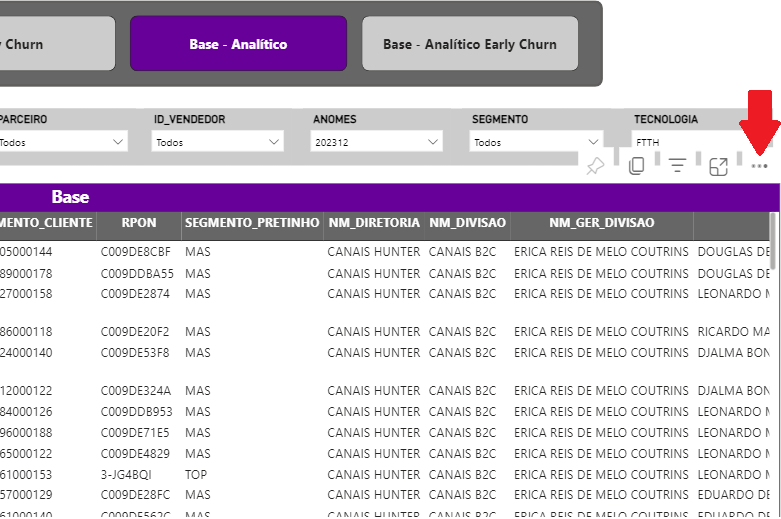 Churn
Base - Analítico
Base - Analítico Early Churn
PARCEIRO ID_VENDEDOR ANOMES SEGMENTO TECNOLOGIA
Todos Todos 202312 Todos FTTH
Base
MENTO_CLIENTE RPON SEGMENTO_PRETINHO NM_DIRETORIA NM_DIVISAO NM_GER_DIVISAO
05000144 C009DE8CBF MAS CANAIS HUNTER CANAIS B2C ERICA REIS DE MELO COUTRINS DOUGLAS DE
89000178 C009DDBA55 MAS CANAIS HUNTER CANAIS B2C ERICA REIS DE MELO COUTRINS DOUGLAS DE
27000158 C009DE2874 MAS CANAIS HUNTER CANAIS B2C ERICA REIS DE MELO COUTRINS LEONARDO M
86000118 C009DE20F2 MAS CANAIS HUNTER CANAIS B2C ERICA REIS DE MELO COUTRINS RICARDO MA
24000140 C009DE53F8 MAS CANAIS HUNTER CANAIS B2C ERICA REIS DE MELO COUTRINS DJALMA BON
12000122 C009DE324A MAS CANAIS HUNTER CANAIS B2C ERICA REIS DE MELO COUTRINS DJALMA BON
84000126 C009DDB953 MAS CANAIS HUNTER CANAIS B2C ERICA REIS DE MELO COUTRINS LEONARDO M
96000188 C009DE71E5 MAS CANAIS HUNTER CANAIS B2C ERICA REIS DE MELO COUTRINS LEONARDO M
65000122 C009DE4829 MAS CANAIS HUNTER CANAIS B2C ERICA REIS DE MELO COUTRINS LEONARDO M
61000153 3-JG4BQI TOP CANAIS HUNTER CANAIS B2C ERICA REIS DE MELO COUTRINS LEONARDO M
57000129 C009DE28FC MAS CANAIS HUNTER CANAIS B2C ERICA REIS DE MELO COUTRINS EDUARDO DE
61000140 C009DE562C MAS CANAIS HUNTER CANAIS B2C ERICA REIS DE MELO COUTRINS EDUARDO DE